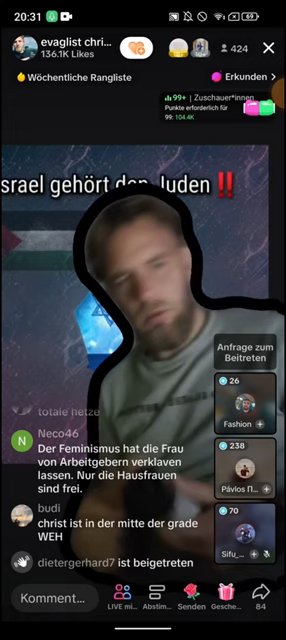 20:31
69
evaglist chri...
136.1K Likes
424
Wöchentliche Rangliste
Erkunden >
99+ | Zuschauer*innen
Punkte erforderlich für
99: 104.4K
srael gehört den Juden ‼️
Anfrage zum
Beitreten
26
Fashion +
totale hetze
238
N
Neco46
Der Feminismus hat die Frau
von Arbeitgebern verklaven
lassen. Nur die Hausfrauen
sind frei.
Pávlos Π... +
70
budi
christ ist in der mitte der grade
WEH
Sifu_... +
dietergerhard7 ist beigetreten
Komment...
LIVE mi...
Abstim...
Senden
Gesche...
84